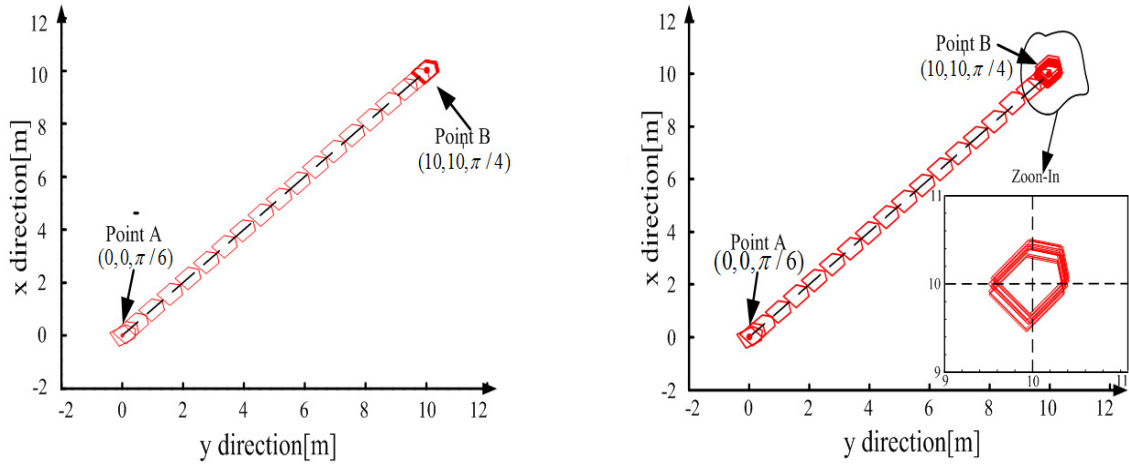 12
10
8
6
4
2
0
-2
x direction[m]
Point B
(10,10,π/4)
Point A
(0,0,π/6)
-2 0 2 4 6 8 10 12
y direction[m]
12
10
8
6
4
2
0
-2
x direction[m]
Point B
(10,10,π/4)
Zoon-In
Point A
(0,0,π/6)
11
10
9
9 10 11
-2 0 2 4 6 8 10 12
y direction[m]